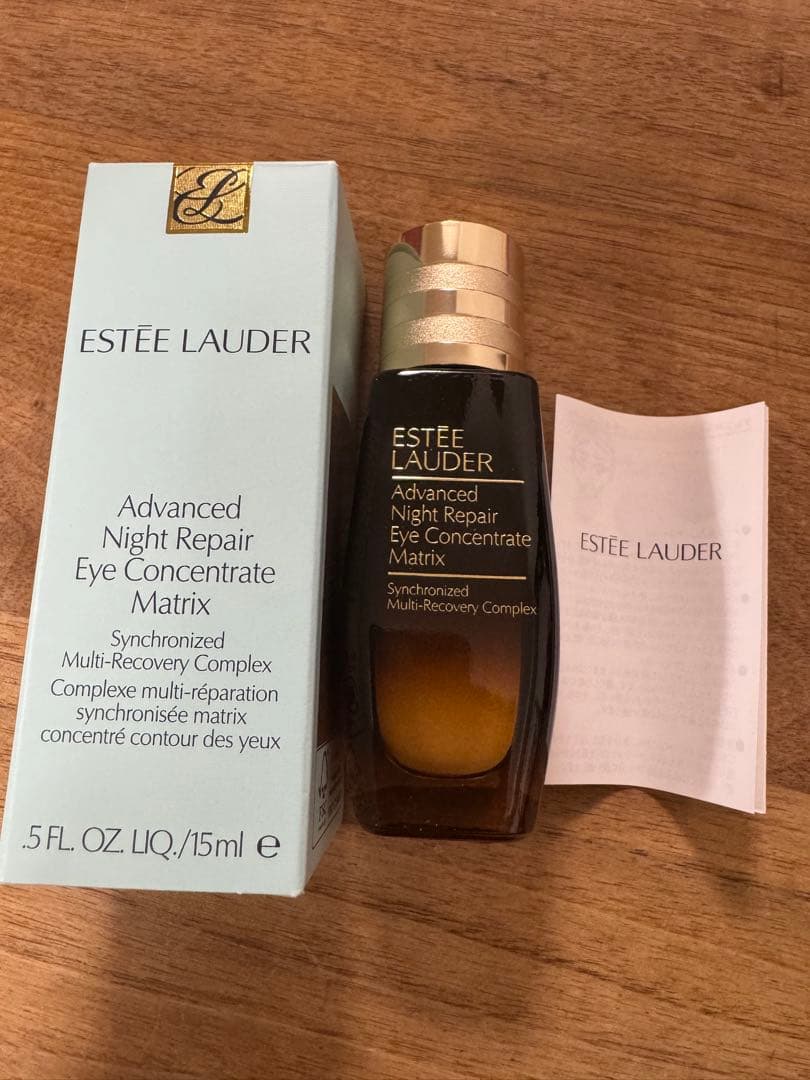 ESTĒE LAUDER
Advanced
Night Repair
Eye Concentrate
Matrix
Synchronized
Multi-Recovery Complex
Complexe multi-réparation
synchronisée matrix
concentré contour des yeux
.5 FL. OZ. LIQ./15ml e
ESTĒE
LAUDER
Advanced
Night Repair
Eye Concentrate
Matrix
Synchronized
Multi-Recovery Complex
ESTĒE LAUDER